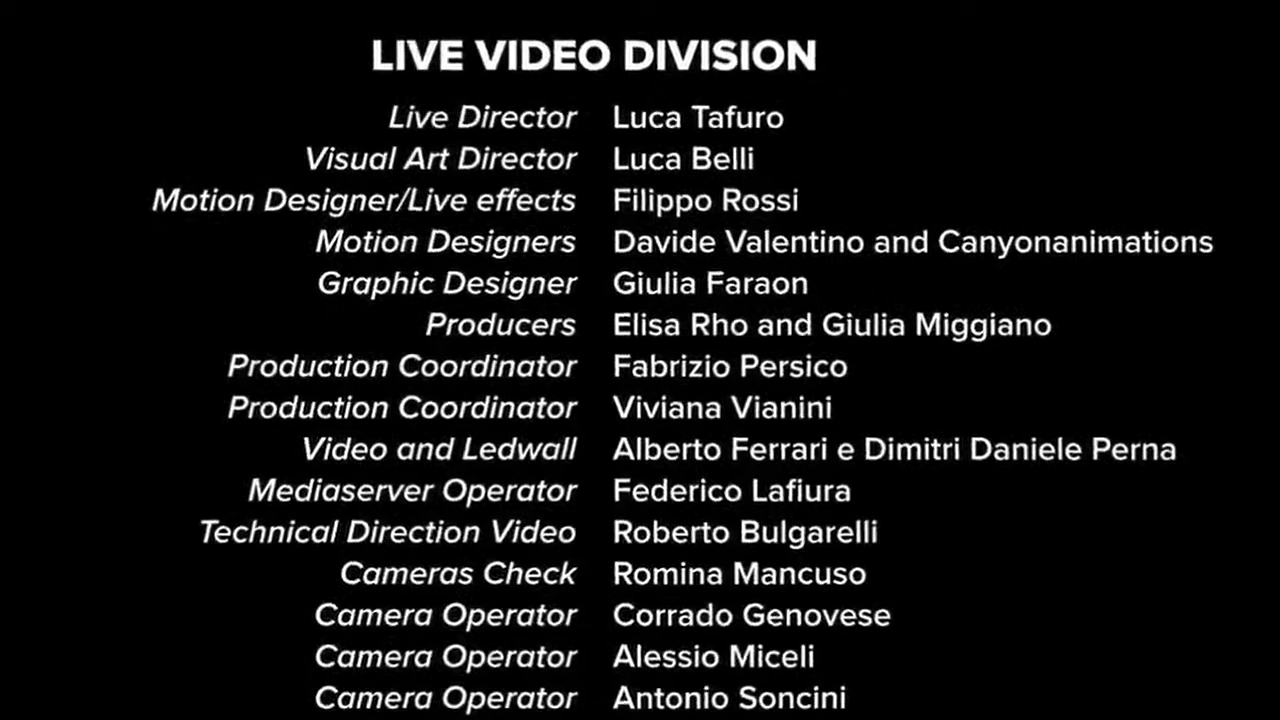 LIVE VIDEO DIVISION
Live Director Luca Tafuro
Visual Art Director Luca Belli
Motion Designer/Live effects Filippo Rossi
Motion Designers Davide Valentino and Canyonanimations
Graphic Designer Giulia Faraon
Producers Elisa Rho and Giulia Miggiano
Production Coordinator Fabrizio Persico
Production Coordinator Viviana Vianini
Video and Ledwall Alberto Ferrari e Dimitri Daniele Perna
Mediaserver Operator Federico Lafiura
Technical Direction Video Roberto Bulgarelli
Cameras Check Romina Mancuso
Camera Operator Corrado Genovese
Camera Operator Alessio Miceli
Camera Operator Antonio Soncini